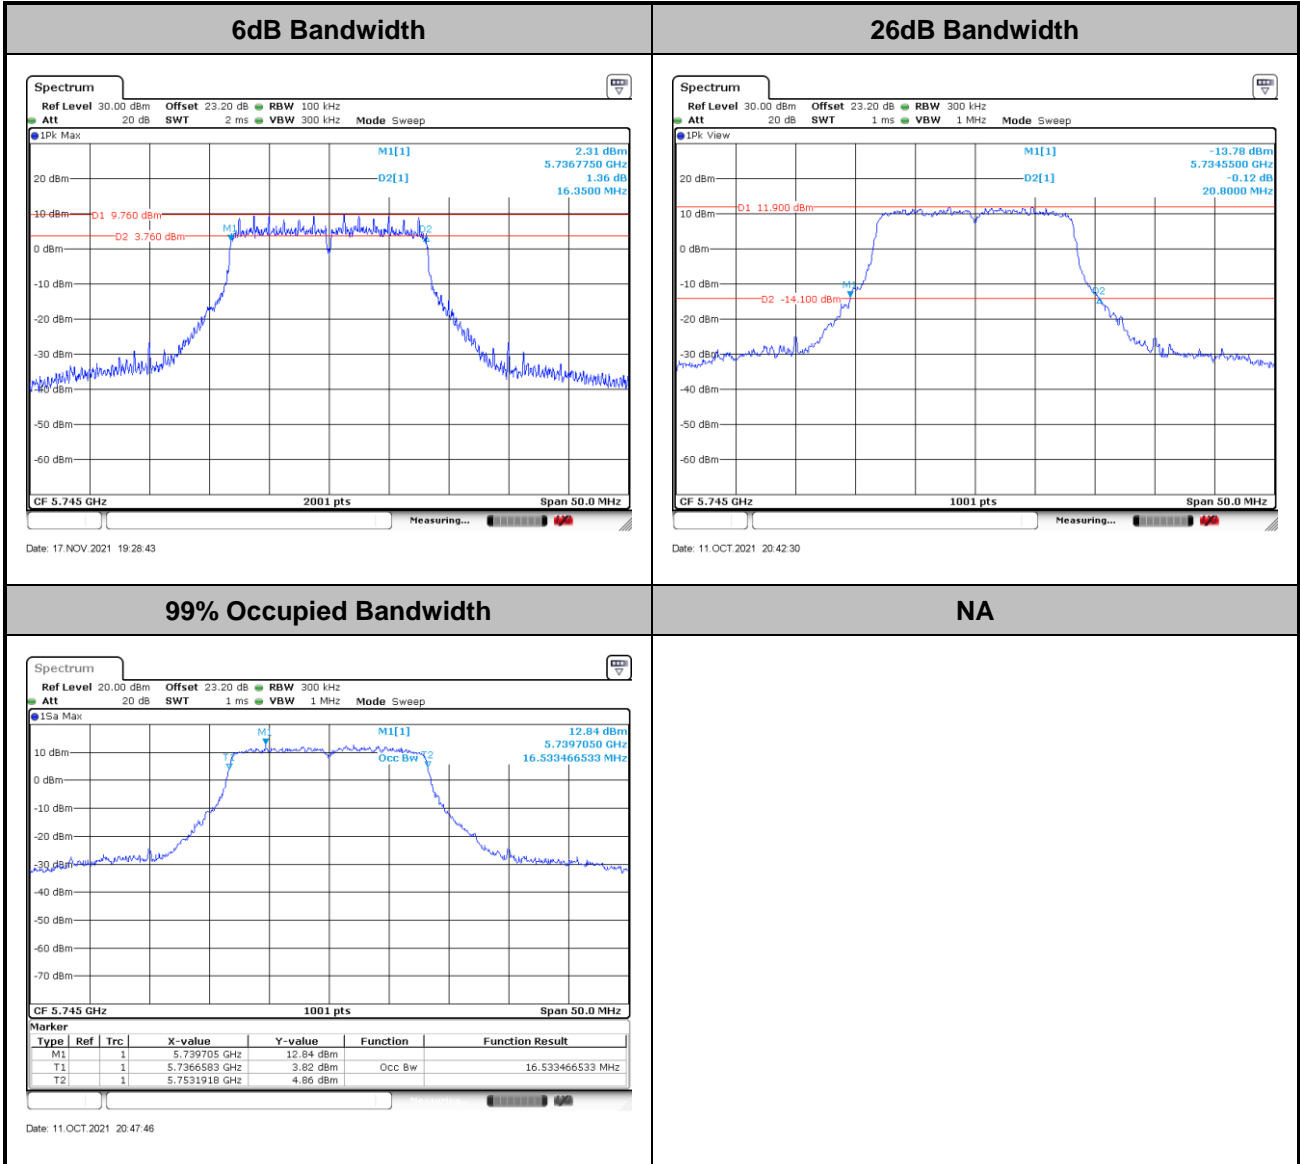 6dB Bandwidth
26dB Bandwidth
Spectrum
Ref Level 30.00 dBm Offset 23.20 dB RBW 100 kHz
Att 20 dB SWT 2 ms VBW 300 kHz Mode Sweep
1Pk Max
M1[1] 2.31 dBm
5.7367750 GHz
D2[1] 1.36 dB
16.3500 MHz
20 dBm
10 dBm
D1 9.760 dBm
M1
D2
D2 3.760 dBm
0 dBm
-10 dBm
-20 dBm
-30 dBm
-40 dBm
-50 dBm
-60 dBm
CF 5.745 GHz 2001 pts Span 50.0 MHz
Measuring...
Date: 17.NOV.2021 19:28:43
Spectrum
Ref Level 30.00 dBm Offset 23.20 dB RBW 300 kHz
Att 20 dB SWT 1 ms VBW 1 MHz Mode Sweep
1Pk View
M1[1] -13.78 dBm
5.7345500 GHz
D2[1] -0.12 dB
20.8000 MHz
20 dBm
D1 11.900 dBm
10 dBm
0 dBm
-10 dBm
M1
D2
D2 -14.100 dBm
-20 dBm
-30 dBm
-40 dBm
-50 dBm
-60 dBm
CF 5.745 GHz 1001 pts Span 50.0 MHz
Measuring...
Date: 11.OCT.2021 20:42:30
99% Occupied Bandwidth
NA
Spectrum
Ref Level 20.00 dBm Offset 23.20 dB RBW 300 kHz
Att 20 dB SWT 1 ms VBW 1 MHz Mode Sweep
1Sa Max
M1
M1[1] 12.84 dBm
5.7397050 GHz
Occ Bw 16.533466533 MHz
10 dBm
T1
T2
0 dBm
-10 dBm
-20 dBm
-30 dBm
-40 dBm
-50 dBm
-60 dBm
-70 dBm
CF 5.745 GHz 1001 pts Span 50.0 MHz
Marker
Type Ref Trc X-value Y-value Function Function Result
M1 1 5.739705 GHz 12.84 dBm
T1 1 5.7366583 GHz 3.82 dBm Occ Bw 16.533466533 MHz
T2 1 5.7531918 GHz 4.86 dBm
Measuring...
Date: 11.OCT.2021 20:47:46